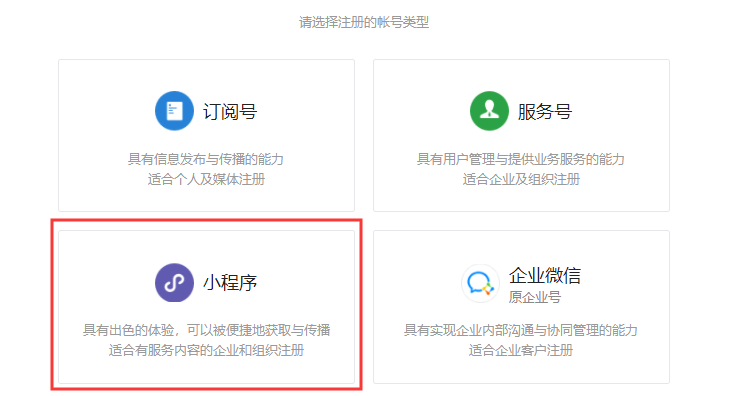 请选择注册的帐号类型
订阅号
具有信息发布与传播的能力
适合个人及媒体注册
服务号
具有用户管理与提供业务服务的能力
适合企业及组织注册
小程序
具有出色的体验，可以被便捷地获取与传播
适合有服务内容的企业和组织注册
企业微信
原企业号
具有实现企业内部沟通与协同管理的能力
适合企业客户注册